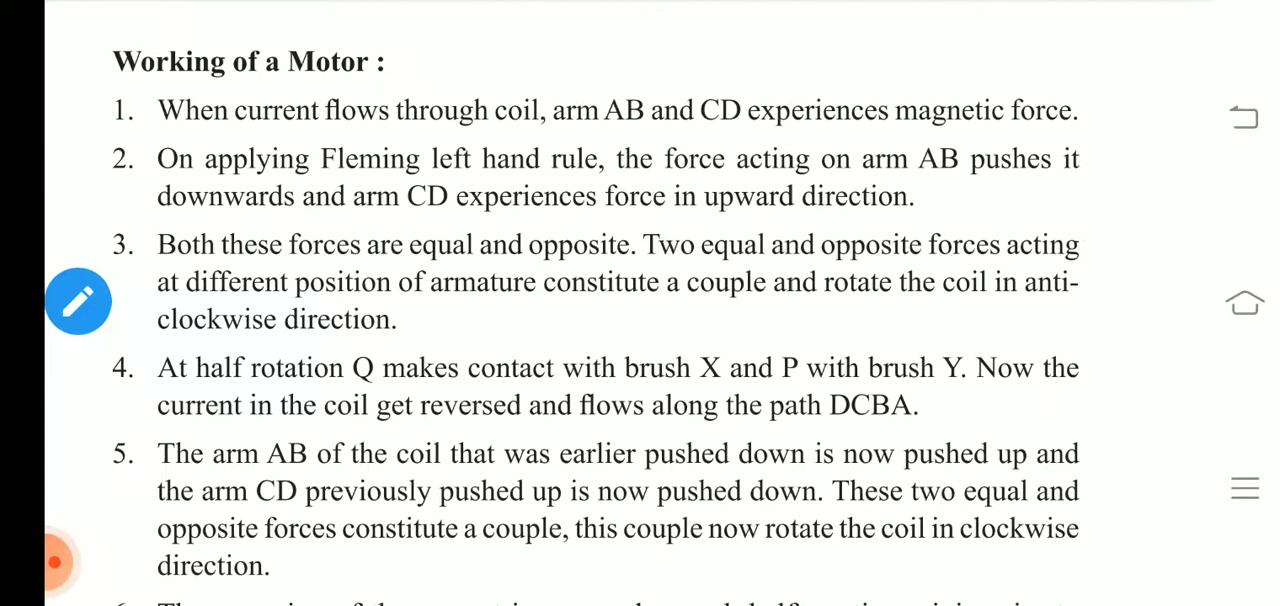 Working of a Motor :
1. When current flows through coil, arm AB and CD experiences magnetic force.
2. On applying Fleming left hand rule, the force acting on arm AB pushes it
downwards and arm CD experiences force in upward direction.
3. Both these forces are equal and opposite. Two equal and opposite forces acting
at different position of armature constitute a couple and rotate the coil in anti-
clockwise direction.
4. At half rotation Q makes contact with brush X and P with brush Y. Now the
current in the coil get reversed and flows along the path DCBA.
5. The arm AB of the coil that was earlier pushed down is now pushed up and
the arm CD previously pushed up is now pushed down. These two equal and
opposite forces constitute a couple, this couple now rotate the coil in clockwise
direction.